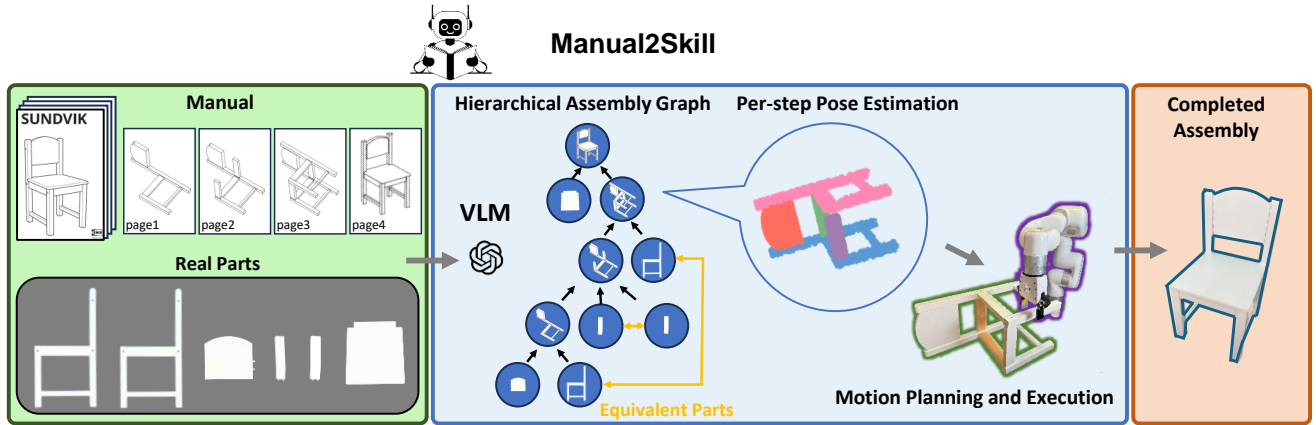 Manual2Skill
Manual
SUNDVIK
page1
page2
page3
page4
Real Parts
VLM
Hierarchical Assembly Graph
Equivalent Parts
Per-step Pose Estimation
Motion Planning and Execution
Completed
Assembly